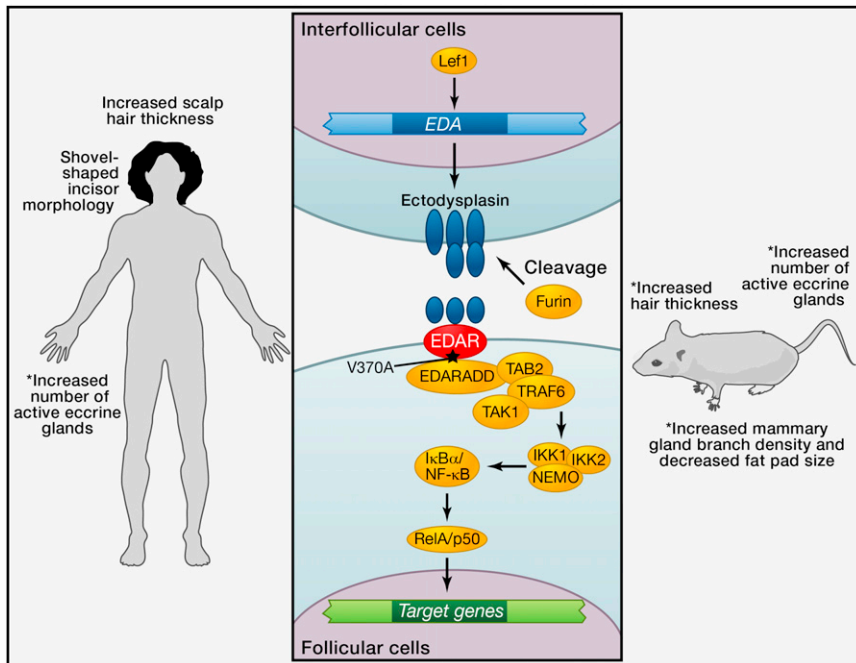 Increased scalp
hair thickness
Shovel-
shaped
incisor
morphology
*Increased
number of
active eccrine
glands
Interfollicular cells
Lef1
EDA
Ectodysplasin
Cleavage
Furin
EDAR
V370A
EDARADD
TAB2
TRAF6
TAK1
IKK1
IKK2
NEMO
IκBα/
NF-κB
RelA/p50
Target genes
Follicular cells
*Increased
hair thickness
*Increased
number of
active eccrine
glands
*Increased mammary
gland branch density and
decreased fat pad size